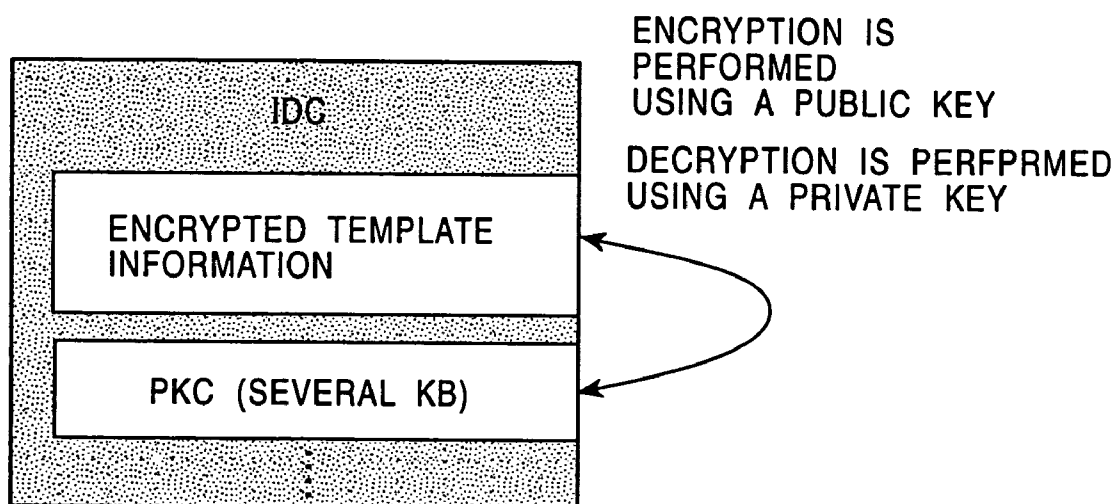 ENCRYPTION IS
PERFORMED
USING A PUBLIC KEY
DECRYPTION IS PERFPRMED
USING A PRIVATE KEY
IDC
ENCRYPTED TEMPLATE
INFORMATION
PKC (SEVERAL KB)